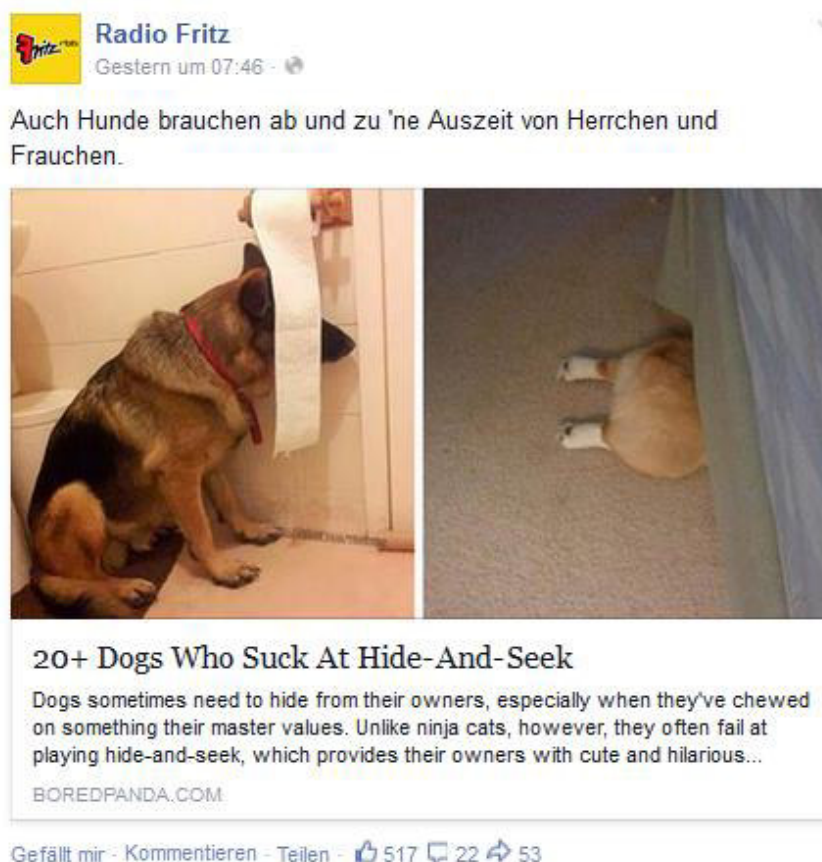 Fritz rbb
Radio Fritz
Gestern um 07:46 ·
Auch Hunde brauchen ab und zu 'ne Auszeit von Herrchen und
Frauchen.
20+ Dogs Who Suck At Hide-And-Seek
Dogs sometimes need to hide from their owners, especially when they've chewed
on something their master values. Unlike ninja cats, however, they often fail at
playing hide-and-seek, which provides their owners with cute and hilarious...
BOREDPANDA.COM
Gefällt mir · Kommentieren · Teilen · 517 22 53